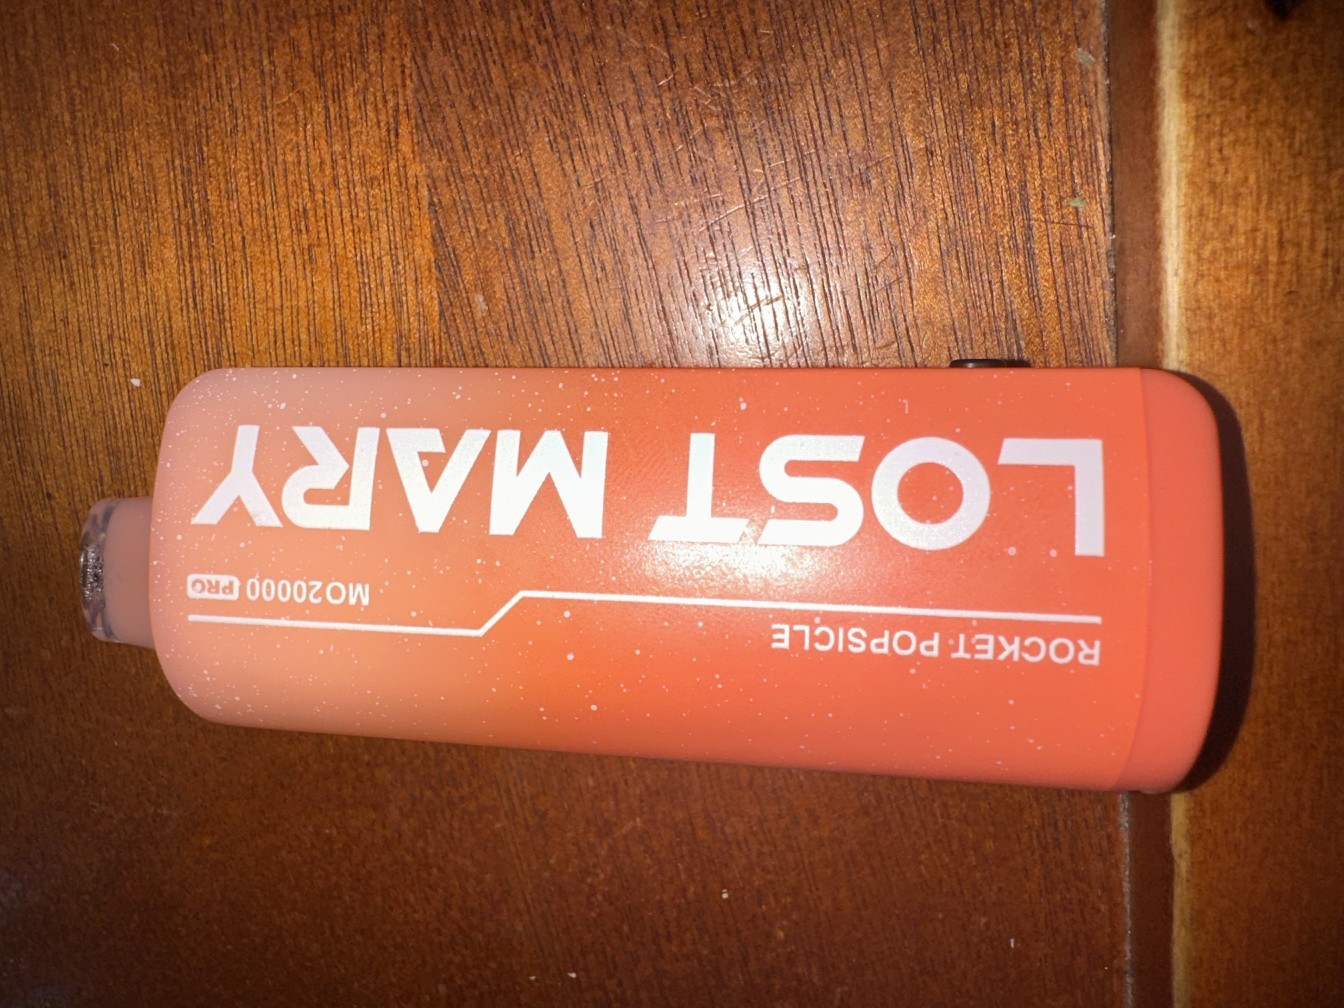 LOST MARY
MO20000 PRO
ROCKET POPSICLE